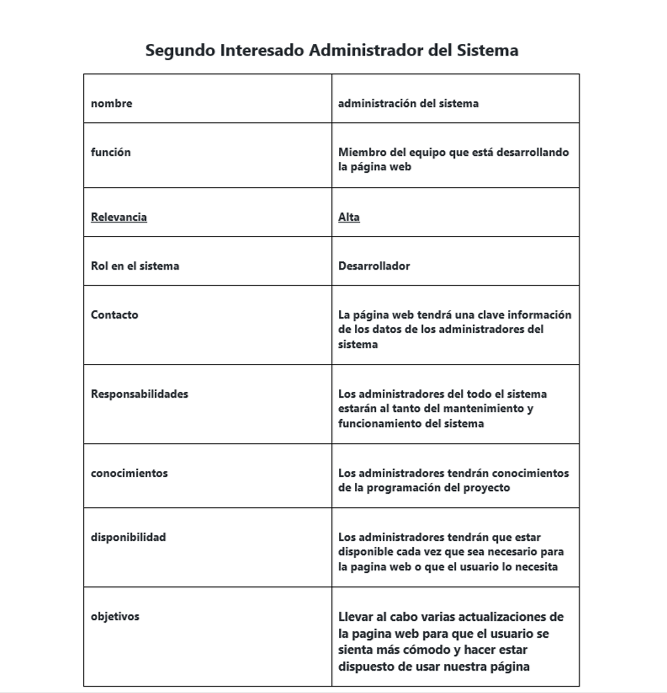 Segundo Interesado Administrador del Sistema
nombre
administración del sistema
función
Miembro del equipo que está desarrollando
la página web
Relevancia
Alta
Rol en el sistema
Desarrollador
Contacto
La página web tendrá una clave información
de los datos de los administradores del
sistema
Responsabilidades
Los administradores del todo el sistema
estarán al tanto del mantenimiento y
funcionamiento del sistema
conocimientos
Los administradores tendrán conocimientos
de la programación del proyecto
disponibilidad
Los administradores tendrán que estar
disponible cada vez que sea necesario para
la pagina web o que el usuario lo necesita
objetivos
Llevar al cabo varias actualizaciones de
la pagina web para que el usuario se
sienta más cómodo y hacer estar
dispuesto de usar nuestra página